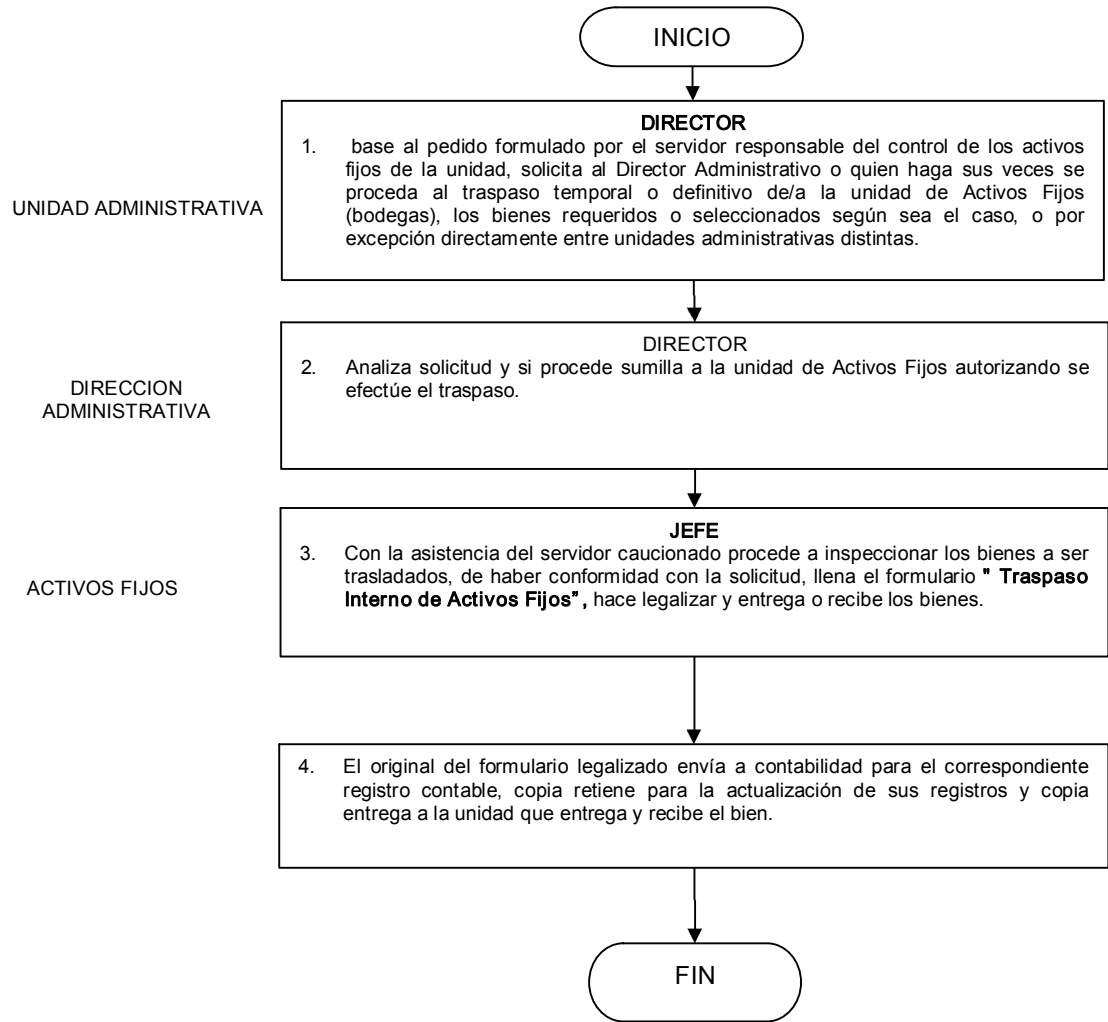 INICIO
UNIDAD ADMINISTRATIVA
DIRECTOR
1. base al pedido formulado por el servidor responsable del control de los activos
fijos de la unidad, solicita al Director Administrativo o quien haga sus veces se
proceda al traspaso temporal o definitivo de/a la unidad de Activos Fijos
(bodegas), los bienes requeridos o seleccionados según sea el caso, o por
excepción directamente entre unidades administrativas distintas.
DIRECCION
ADMINISTRATIVA
DIRECTOR
2. Analiza solicitud y si procede sumilla a la unidad de Activos Fijos autorizando se
efectúe el traspaso.
ACTIVOS FIJOS
JEFE
3. Con la asistencia del servidor caucionado procede a inspeccionar los bienes a ser
trasladados, de haber conformidad con la solicitud, llena el formulario " Traspaso
Interno de Activos Fijos", hace legalizar y entrega o recibe los bienes.
4. El original del formulario legalizado envía a contabilidad para el correspondiente
registro contable, copia retiene para la actualización de sus registros y copia
entrega a la unidad que entrega y recibe el bien.
FIN